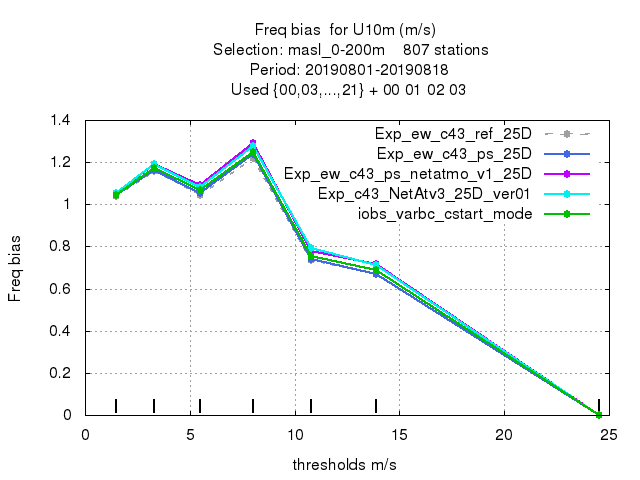 Freq bias  for U10m (m/s)
Selection: masl_0-200m    807 stations
Period: 20190801-20190818
Used {00,03,...,21} + 00 01 02 03
Exp_ew_c43_ref_25D
Exp_ew_c43_ps_25D
Exp_ew_c43_ps_netatmo_v1_25D
Exp_c43_NetAtv3_25D_ver01
iobs_varbc_cstart_mode
Freq bias
1.4
1.2
1
0.8
0.6
0.4
0.2
0
0 5 10 15 20 25
thresholds m/s